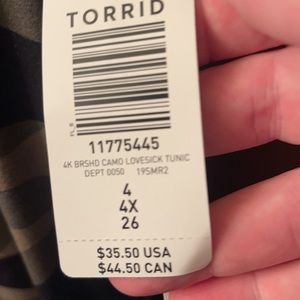 TORRID
11775445
4K BRSHD CAMO LOVESICK TUNIC
DEPT 0050 19SMR2
4
4X
26
$35.50 USA
$44.50 CAN